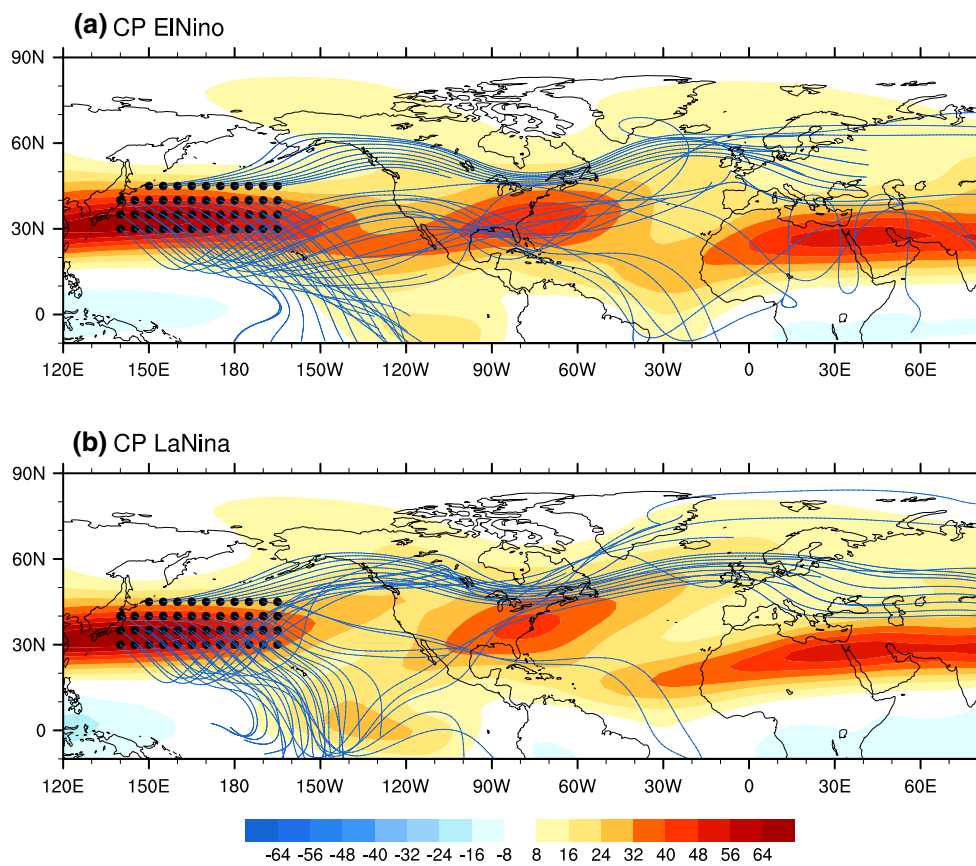 (a) CP ElNino
90N
60N
30N
0
120E 150E 180 150W 120W 90W 60W 30W 0 30E 60E
(b) CP LaNina
90N
60N
30N
0
120E 150E 180 150W 120W 90W 60W 30W 0 30E 60E
-64 -56 -48 -40 -32 -24 -16 -8 8 16 24 32 40 48 56 64